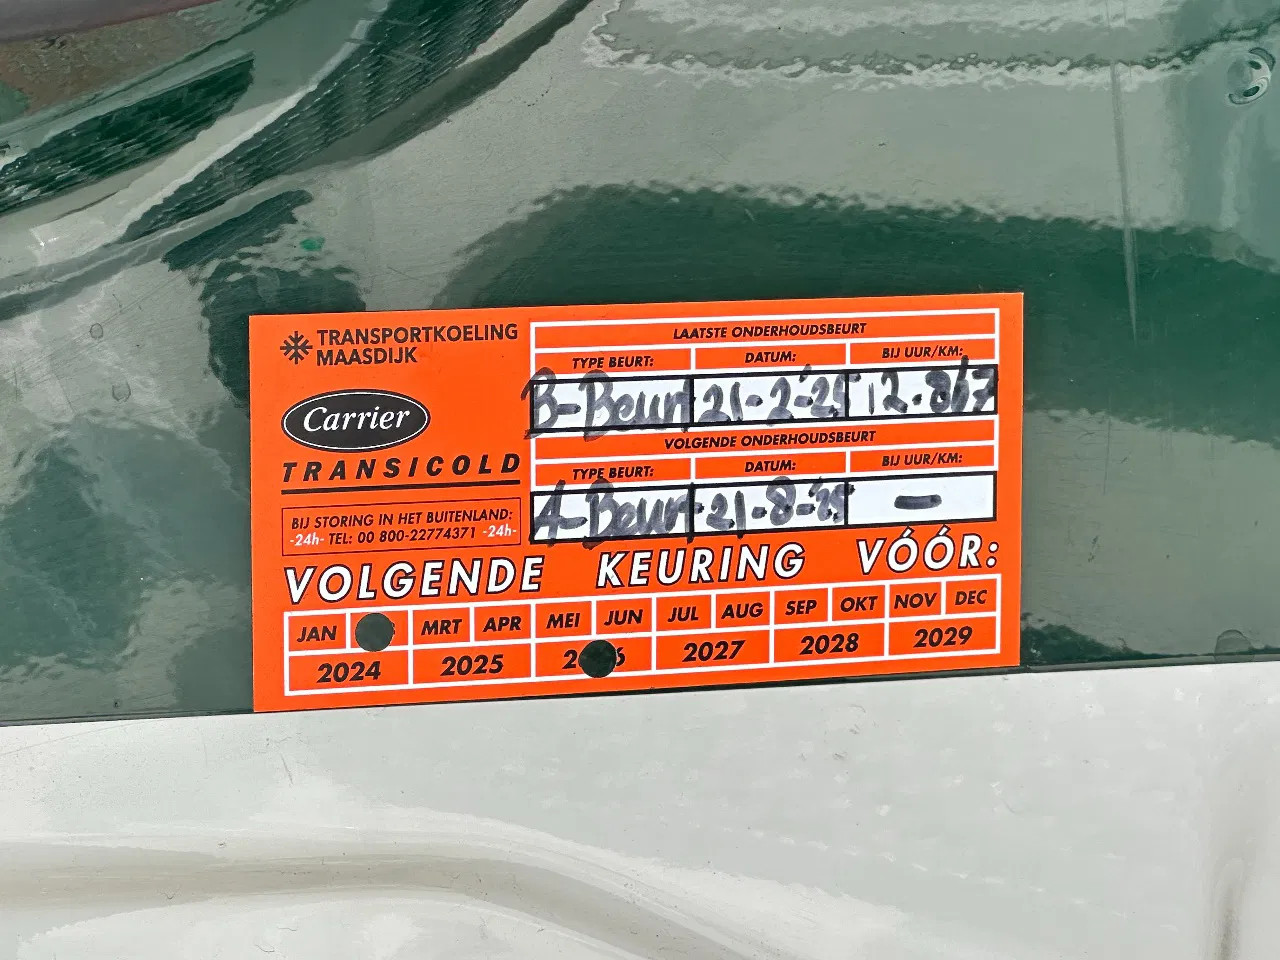 TRANSPORTKOELING
MAASDIJK
Carrier
TRANSICOLD
BIJ STORING IN HET BUITENLAND:
-24h- TEL: 00 800-22774371 -24h-
LAATSTE ONDERHOUDSBEURT
TYPE BEURT: DATUM: BIJ UUR/KM:
B-Beurt 21-2-'25 12.817
VOLGENDE ONDERHOUDSBEURT
TYPE BEURT: DATUM: BIJ UUR/KM:
A-Beurt 21-8-'25 -
VOLGENDE KEURING VÓÓR:
JAN MRT APR MEI JUN JUL AUG SEP OKT NOV DEC
2024 2025 2026 2027 2028 2029